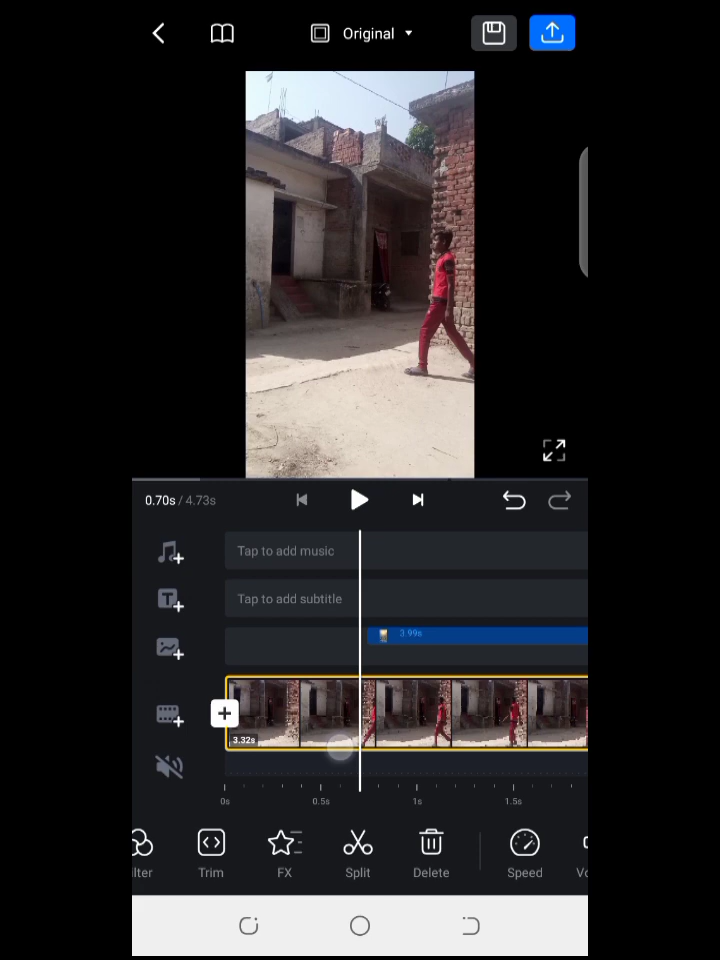 Original
0.70s / 4.73s
Tap to add music
T
Tap to add subtitle
3.99s
3.32s
0s 0.5s 1s 1.5s
lter Trim FX Split Delete Speed Vo